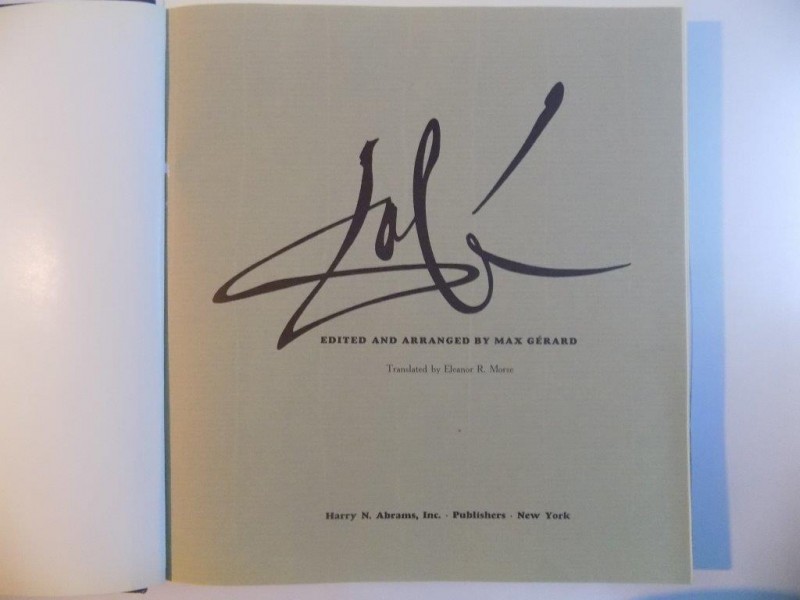 Dalí
EDITED AND ARRANGED BY MAX GÉRARD
Translated by Eleanor R. Morse
Harry N. Abrams, Inc. · Publishers · New York